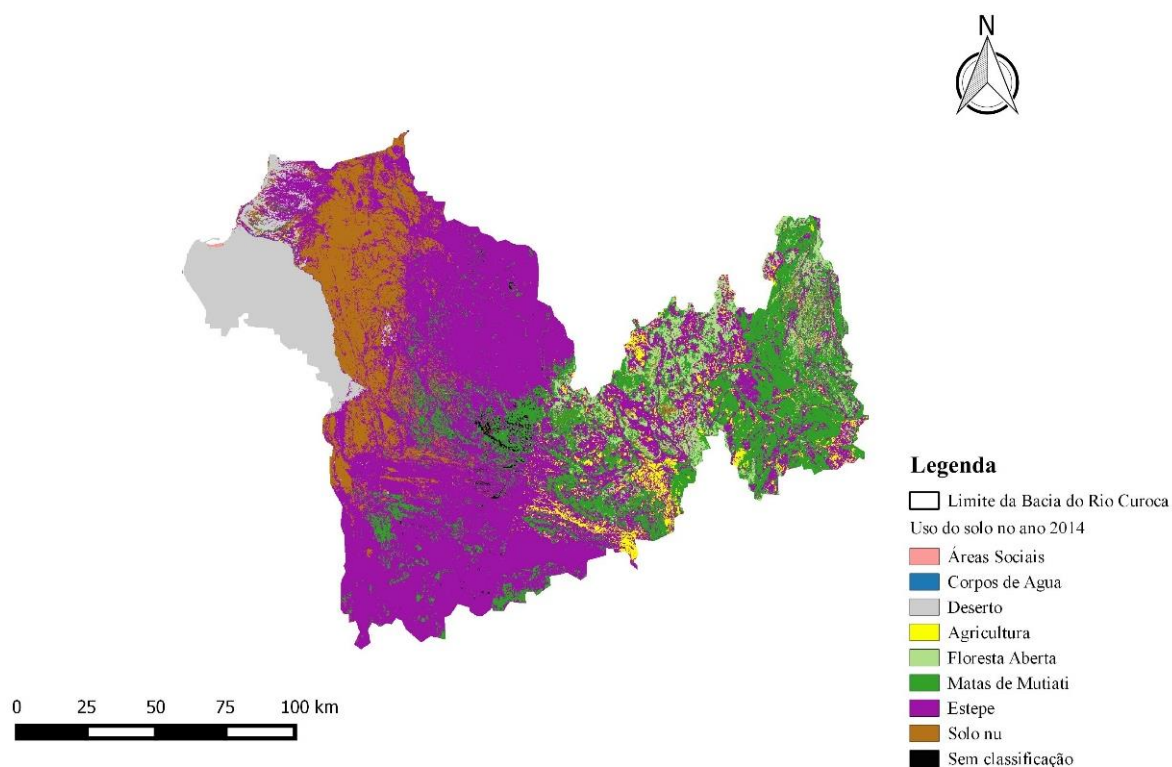 N
Legenda
Limite da Bacia do Rio Curoca
Uso do solo no ano 2014
Áreas Sociais
Corpos de Agua
Deserto
Agricultura
Floresta Aberta
Matas de Mutiati
Estepe
Solo nu
Sem classificação
0 25 50 75 100 km